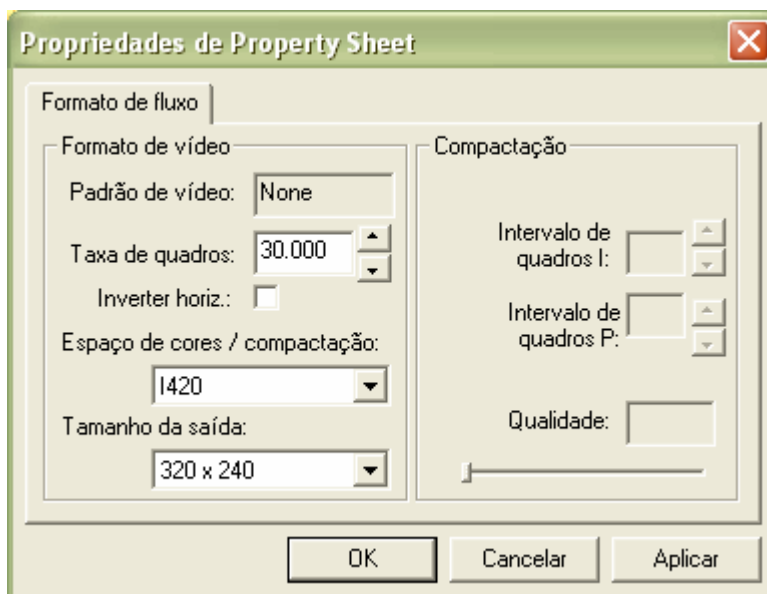 Propriedades de Property Sheet
Formato de fluxo
Formato de vídeo
Padrão de vídeo: None
Taxa de quadros: 30.000
Inverter horiz.:
Espaço de cores / compactação:
I420
Tamanho da saída:
320 x 240
Compactação
Intervalo de
quadros I:
Intervalo de
quadros P:
Qualidade:
OK Cancelar Aplicar